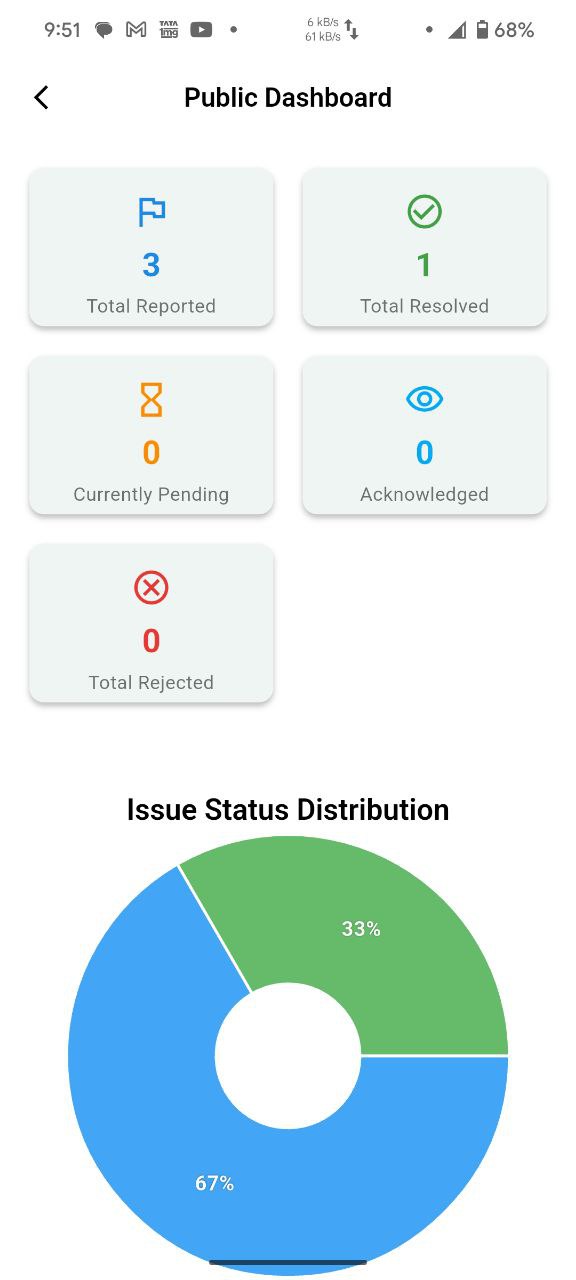 9:51
TATA
1mg
6 kB/s
61 kB/s
68%
Public Dashboard
3
Total Reported
1
Total Resolved
0
Currently Pending
0
Acknowledged
0
Total Rejected
Issue Status Distribution
33%
67%